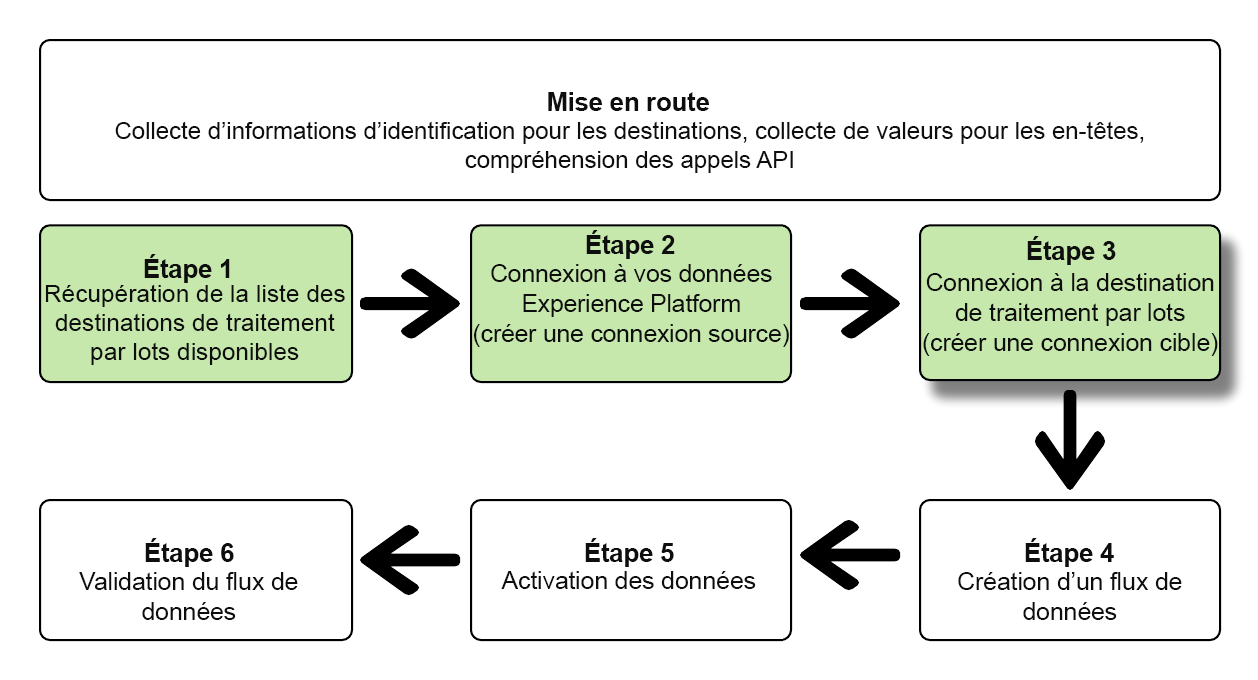 Mise en route
Collecte d’informations d’identification pour les destinations, collecte de valeurs pour les en-têtes,
compréhension des appels API
Étape 1
Récupération de la liste des
destinations de traitement
par lots disponibles
Étape 2
Connexion à vos données
Experience Platform
(créer une connexion source)
Étape 3
Connexion à la destination
de traitement par lots
(créer une connexion cible)
Étape 4
Création d’un flux de
données
Étape 5
Activation des données
Étape 6
Validation du flux de
données